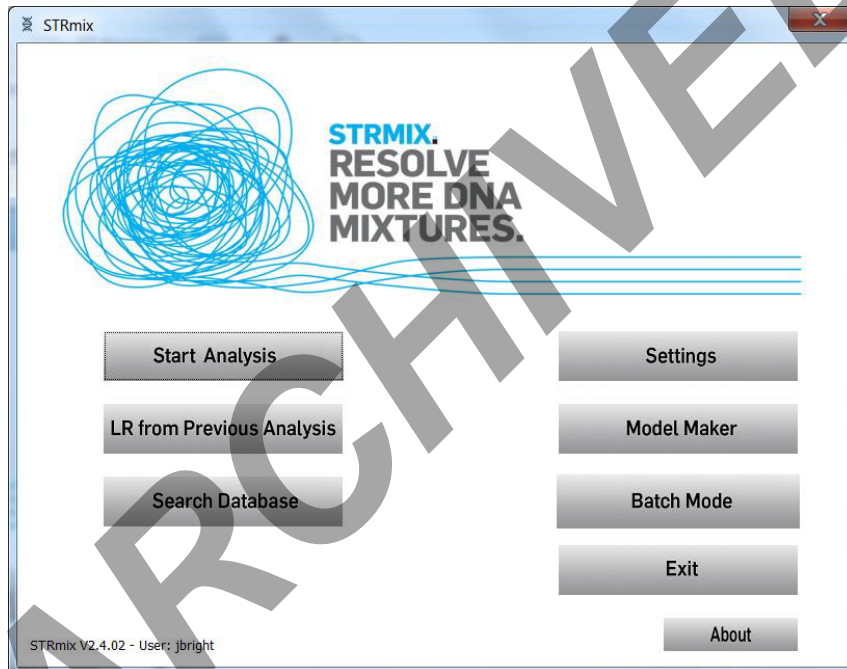 STRmix
STRMIX.
RESOLVE
MORE DNA
MIXTURES.
Start Analysis
Settings
LR from Previous Analysis
Model Maker
Search Database
Batch Mode
Exit
STRmix V2.4.02 - User: jbright
About
ARCHIVED